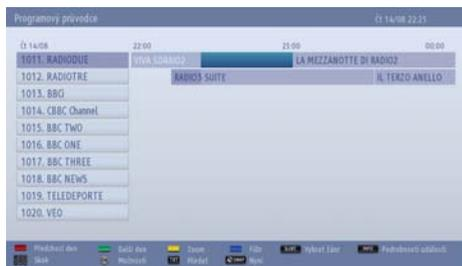 Programový průvodce Čt 14/08 22:25
Čt 14/08 22:00 23:00 00:00
1011. RADIODUE VIVA SORRISO2 LA MEZZANOTTE DI RADIO2
1012. RADIOTRE RADIO3 SUITE IL TERZO ANELLO
1013. BBCi
1014. CBBC Channel
1015. BBC TWO
1016. BBC ONE
1017. BBC THREE
1018. BBC NEWS
1019. TELEDEPORTE
1020. VEO
Předchozí den Další den Zoom Filtr Vybrat žánr Podrobnosti události
Skok Možnosti TXT Hledat Nyní